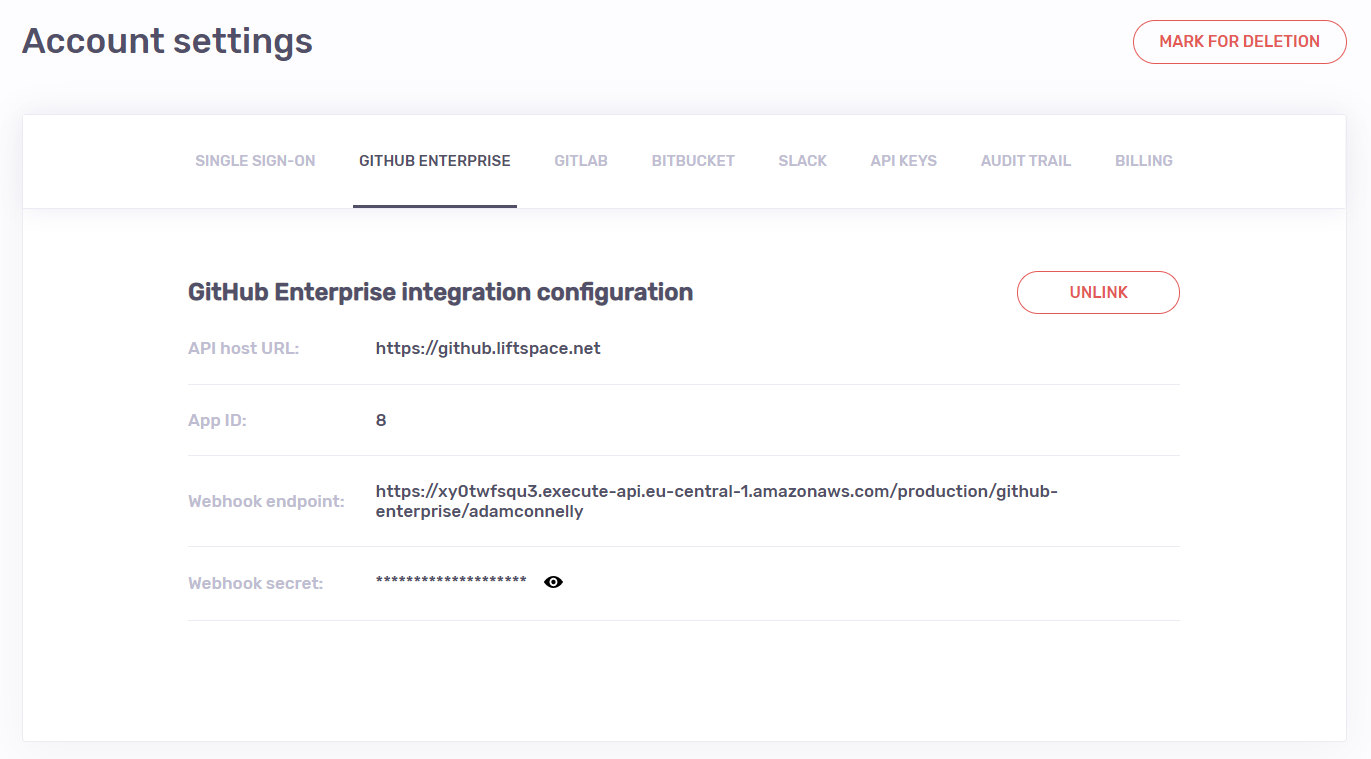 Account settings
MARK FOR DELETION
SINGLE SIGN-ON
GITHUB ENTERPRISE
GITLAB
BITBUCKET
SLACK
API KEYS
AUDIT TRAIL
BILLING
GitHub Enterprise integration configuration
UNLINK
API host URL:
https://github.liftspace.net
App ID:
8
Webhook endpoint:
https://xy0twfsqu3.execute-api.eu-central-1.amazonaws.com/production/github-
enterprise/adamconnelly
Webhook secret:
********************